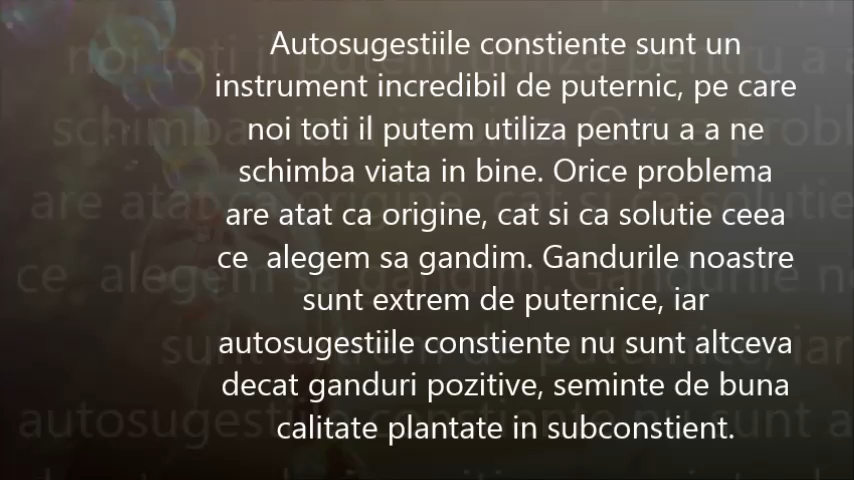 Autosugestiile constiente sunt un
instrument incredibil de puternic, pe care
noi toti il putem utiliza pentru a a ne
schimba viata in bine. Orice problema
are atat ca origine, cat si ca solutie ceea
ce  alegem sa gandim. Gandurile noastre
sunt extrem de puternice, iar
autosugestiile constiente nu sunt altceva
decat ganduri pozitive, seminte de buna
calitate plantate in subconstient.